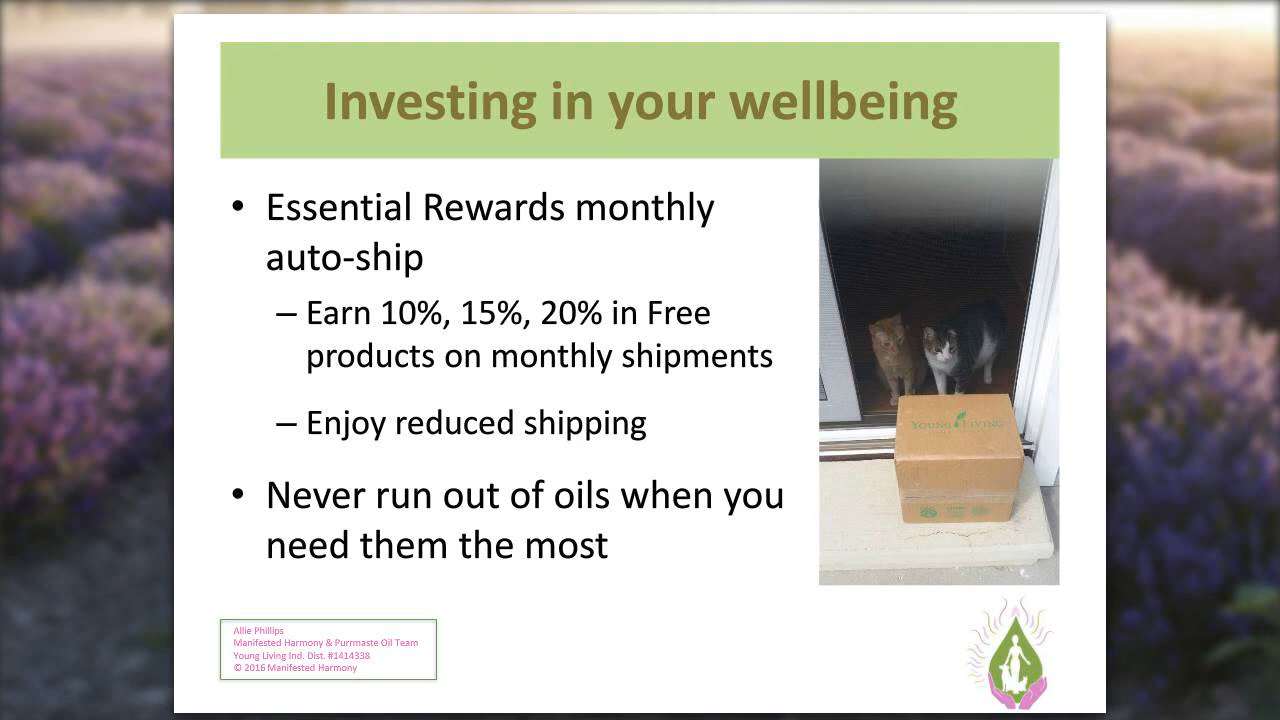 Investing in your wellbeing
• Essential Rewards monthly
auto-ship
– Earn 10%, 15%, 20% in Free
products on monthly shipments
– Enjoy reduced shipping
• Never run out of oils when you
need them the most
YOUNG LIVING
Allie Phillips
Manifested Harmony & Purrmaste Oil Team
Young Living Ind. Dist. #1414338
© 2016 Manifested Harmony